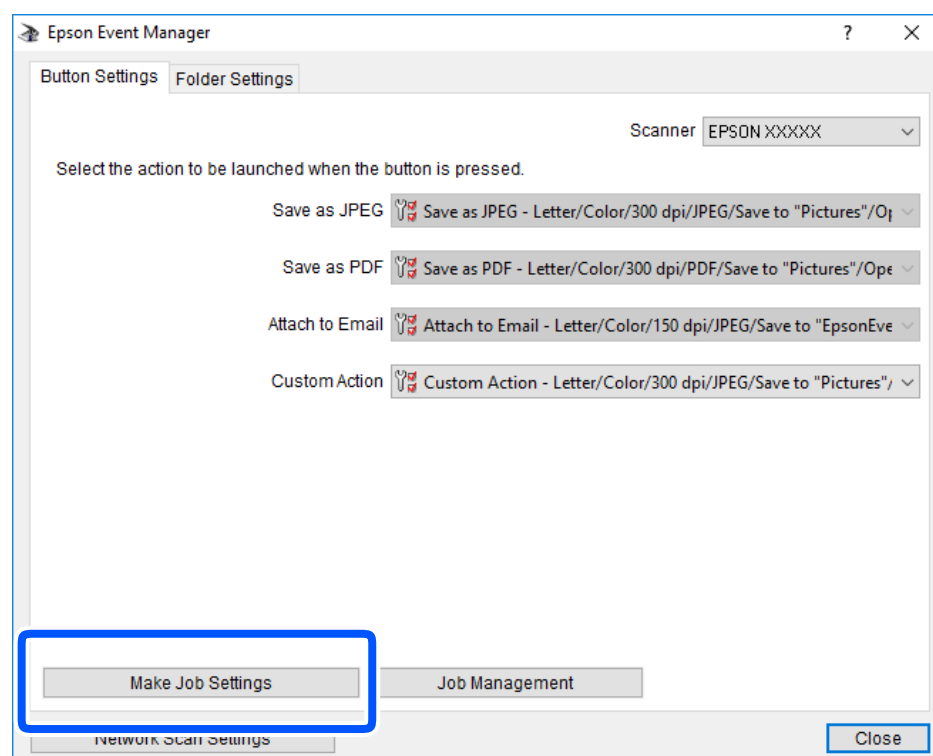 Epson Event Manager
Button Settings Folder Settings
Scanner EPSON XXXXX
Select the action to be launched when the button is pressed.
Save as JPEG Save as JPEG - Letter/Color/300 dpi/JPEG/Save to "Pictures"/Op
Save as PDF Save as PDF - Letter/Color/300 dpi/PDF/Save to "Pictures"/Ope
Attach to Email Attach to Email - Letter/Color/150 dpi/JPEG/Save to "EpsonEve
Custom Action Custom Action - Letter/Color/300 dpi/JPEG/Save to "Pictures"/
Make Job Settings Job Management
Network Scan Settings Close